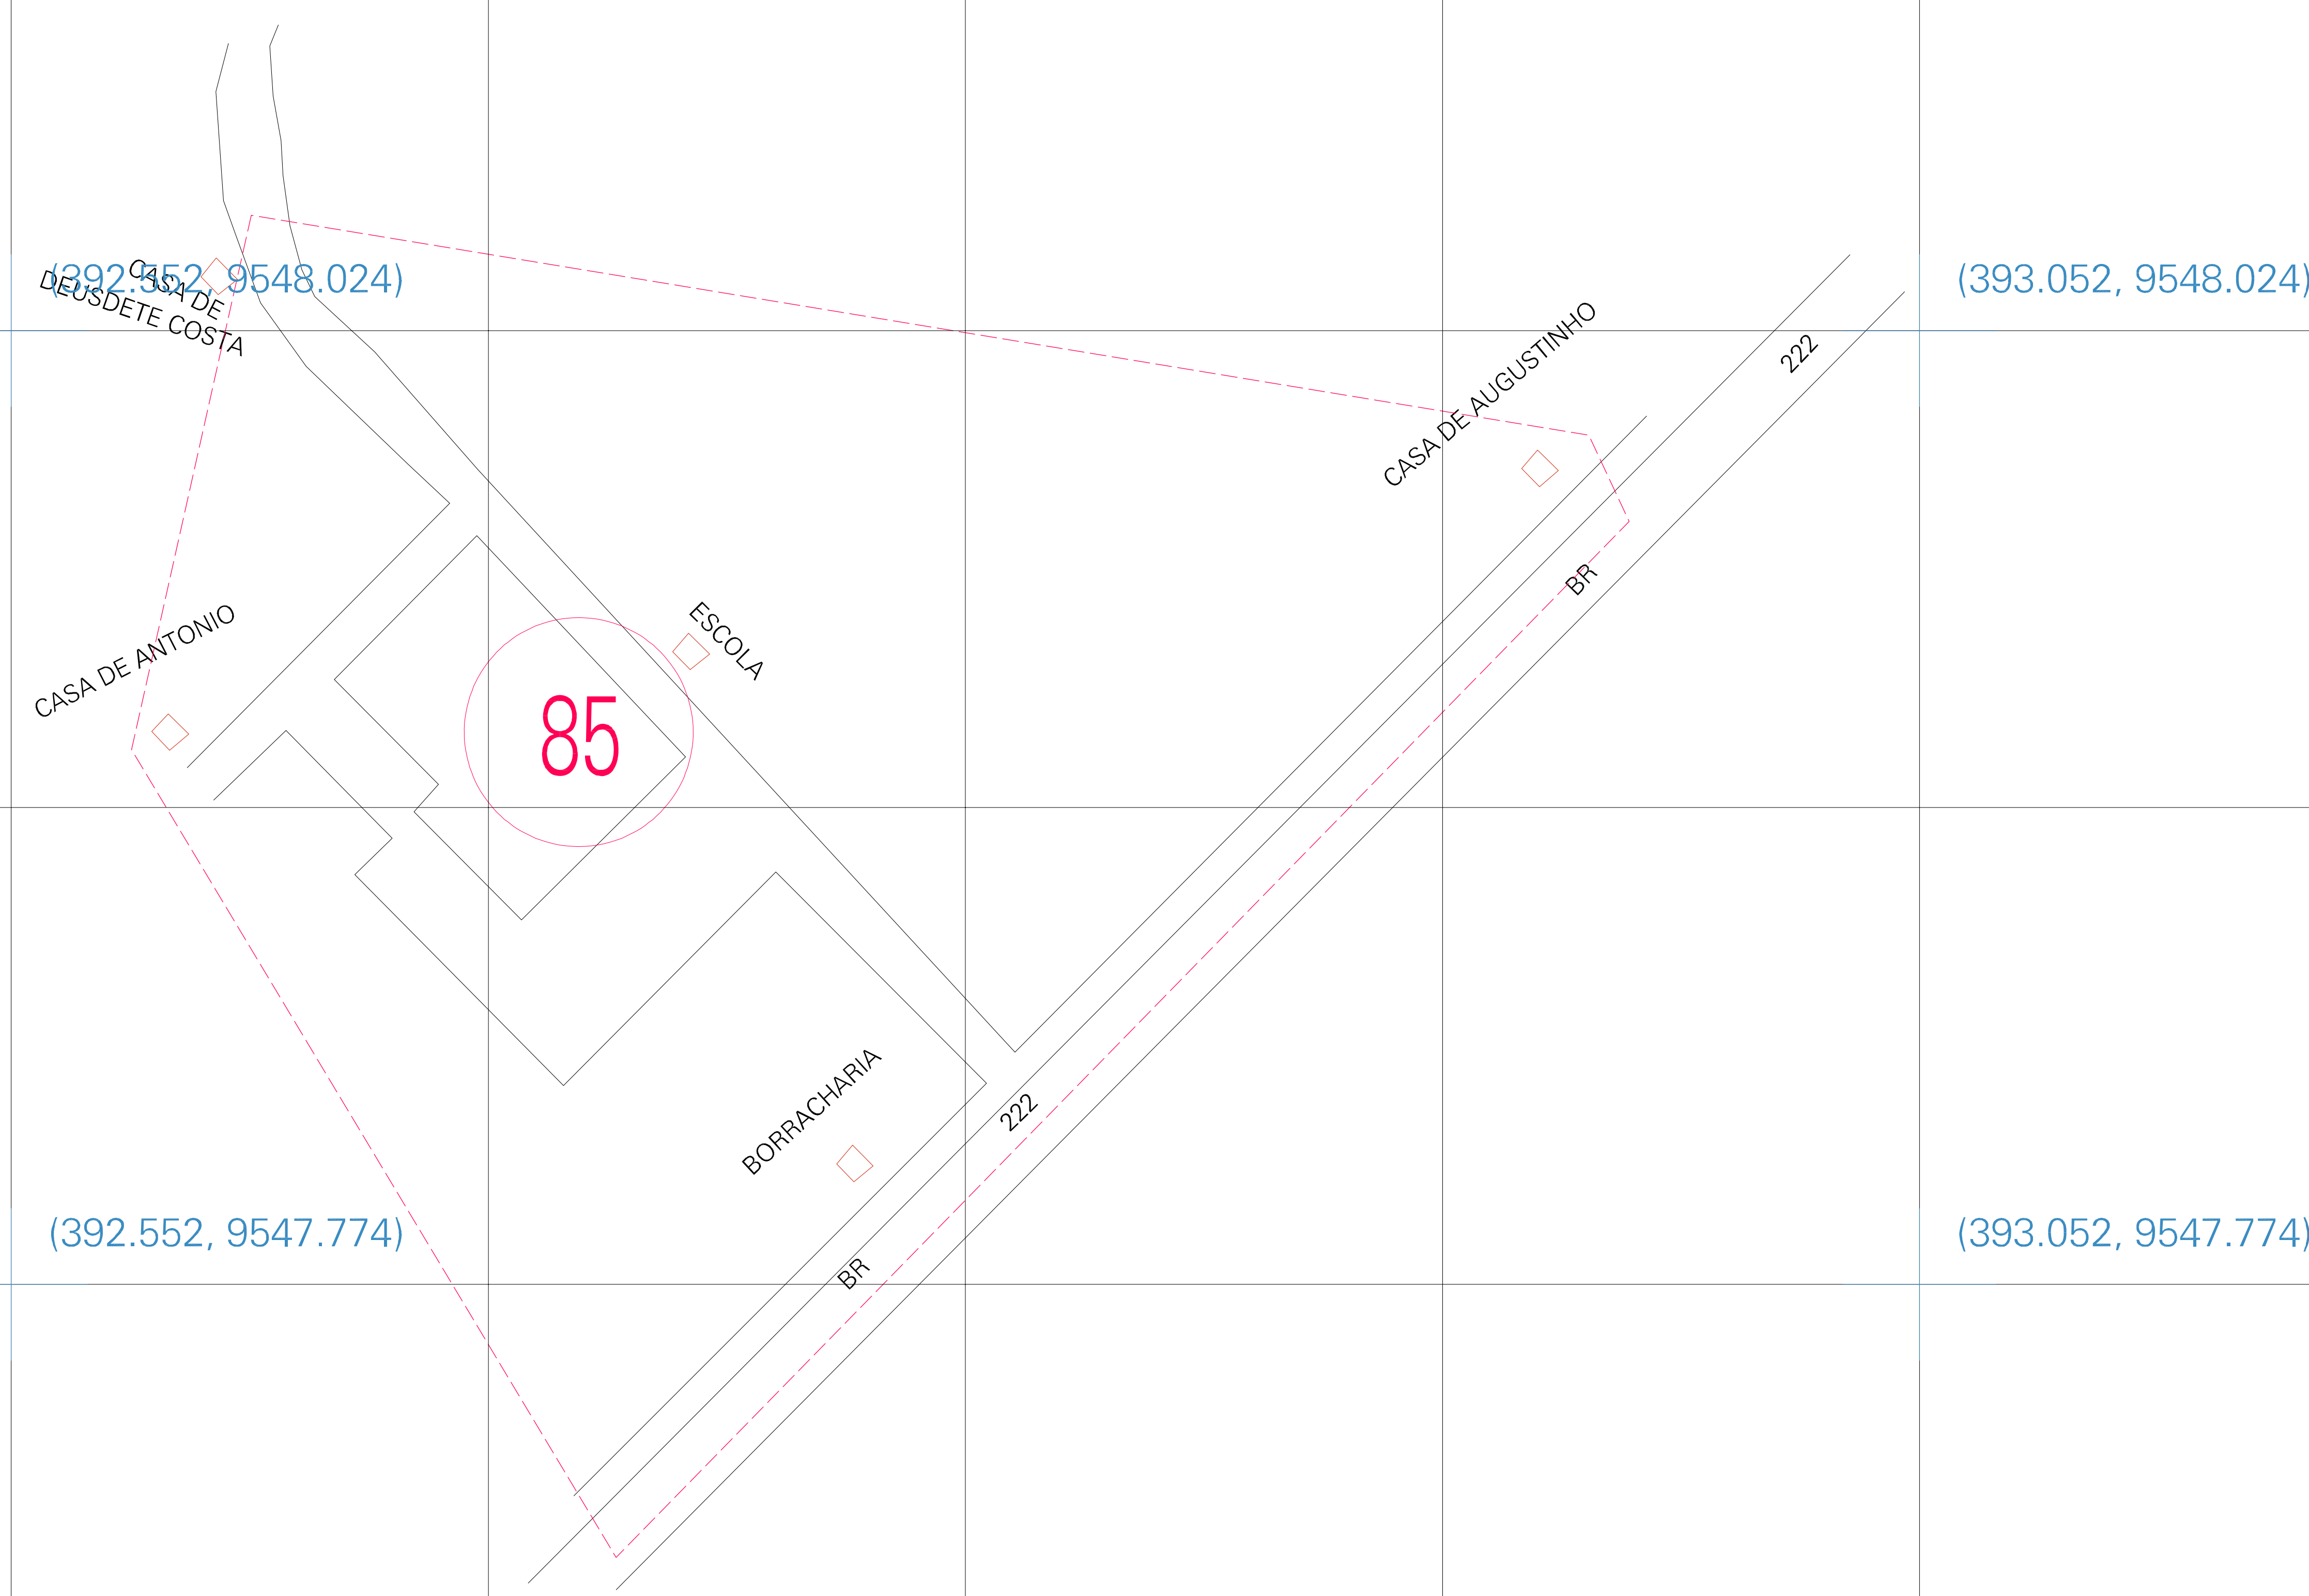 CASA DE
DEUSDETE COSTA
(392.552, 9548.024)
(393.052, 9548.024)
CASA DE AUGUSTINHO
222
BR
CASA DE ANTONIO
ESCOLA
85
BORRACHARIA
222
BR
(392.552, 9547.774)
(393.052, 9547.774)